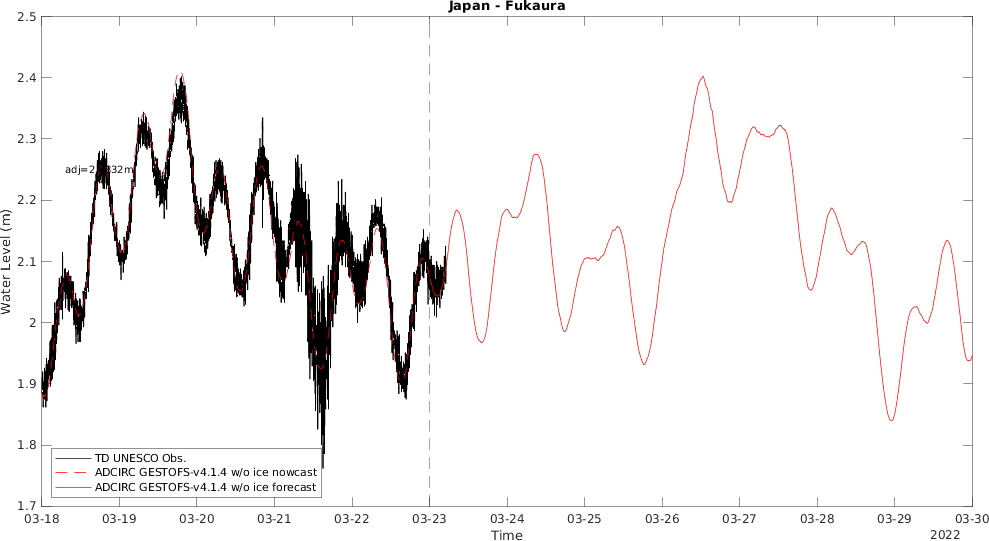 Japan - Fukaura
2.5
2.4
2.3
2.2
2.1
2
1.9
1.8
1.7
Water Level (m)
TD UNESCO Obs.
ADCIRC GESTOFS-v4.1.4 w/o ice nowcast
ADCIRC GESTOFS-v4.1.4 w/o ice forecast
03-18 03-19 03-20 03-21 03-22 03-23 03-24 03-25 03-26 03-27 03-28 03-29 03-30
Time
2022